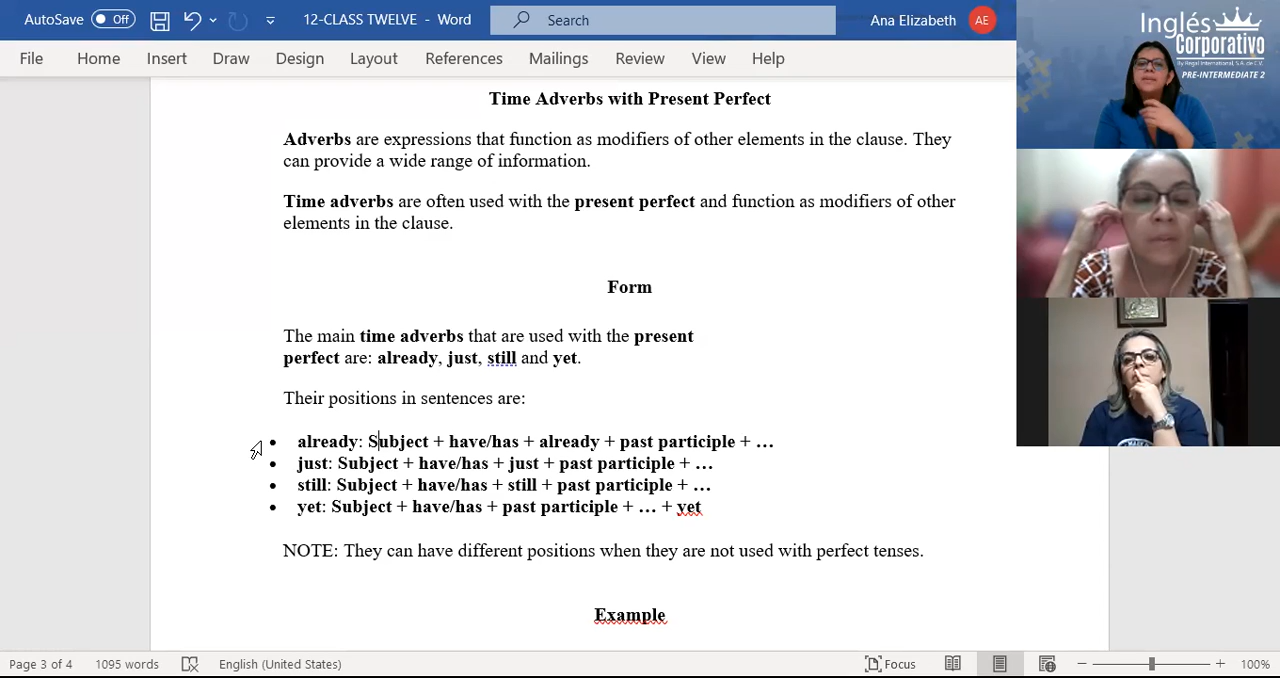 AutoSave Off 12-CLASS TWELVE - Word Search Ana Elizabeth AE
File Home Insert Draw Design Layout References Mailings Review View Help
Inglés
Corporativo
By Regal International, S.A. de C.V.
PRE-INTERMEDIATE 2
Time Adverbs with Present Perfect
Adverbs are expressions that function as modifiers of other elements in the clause. They
can provide a wide range of information.
Time adverbs are often used with the present perfect and function as modifiers of other
elements in the clause.
Form
The main time adverbs that are used with the present
perfect are: already, just, still and yet.
Their positions in sentences are:
• already: Subject + have/has + already + past participle + …
• just: Subject + have/has + just + past participle + …
• still: Subject + have/has + still + past participle + …
• yet: Subject + have/has + past participle + … + yet
NOTE: They can have different positions when they are not used with perfect tenses.
Example
Page 3 of 4 1095 words English (United States) Focus 100%